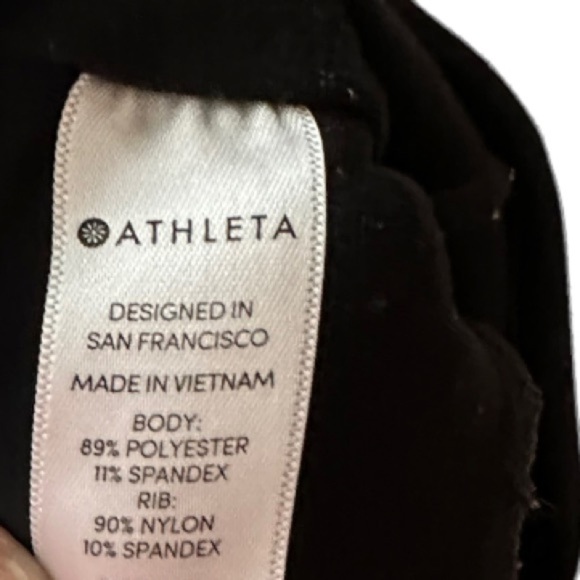 ATHLETA
DESIGNED IN
SAN FRANCISCO
MADE IN VIETNAM
BODY:
89% POLYESTER
11% SPANDEX
RIB:
90% NYLON
10% SPANDEX